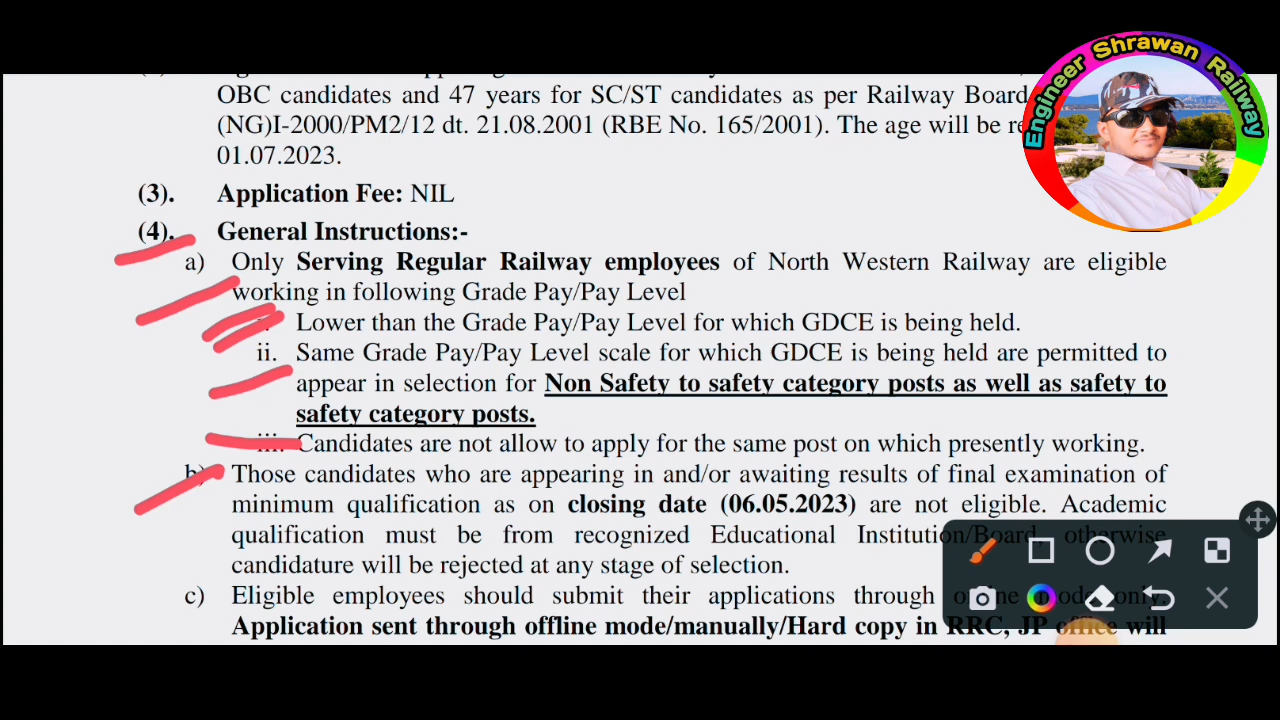 OBC candidates and 47 years for SC/ST candidates as per Railway Board
(NG)I-2000/PM2/12 dt. 21.08.2001 (RBE No. 165/2001). The age will be
01.07.2023.
(3). Application Fee: NIL
(4). General Instructions:-
a) Only Serving Regular Railway employees of North Western Railway are eligible
working in following Grade Pay/Pay Level
Lower than the Grade Pay/Pay Level for which GDCE is being held.
ii. Same Grade Pay/Pay Level scale for which GDCE is being held are permitted to
appear in selection for Non Safety to safety category posts as well as safety to
safety category posts.
iii. Candidates are not allow to apply for the same post on which presently working.
b) Those candidates who are appearing in and/or awaiting results of final examination of
minimum qualification as on closing date (06.05.2023) are not eligible. Academic
qualification must be from recognized Educational Institution/Board, otherwise
candidature will be rejected at any stage of selection.
c) Eligible employees should submit their applications through online mode only.
Application sent through offline mode/manually/Hard copy in RRC, JP office will
Engineer Shrawan Railway